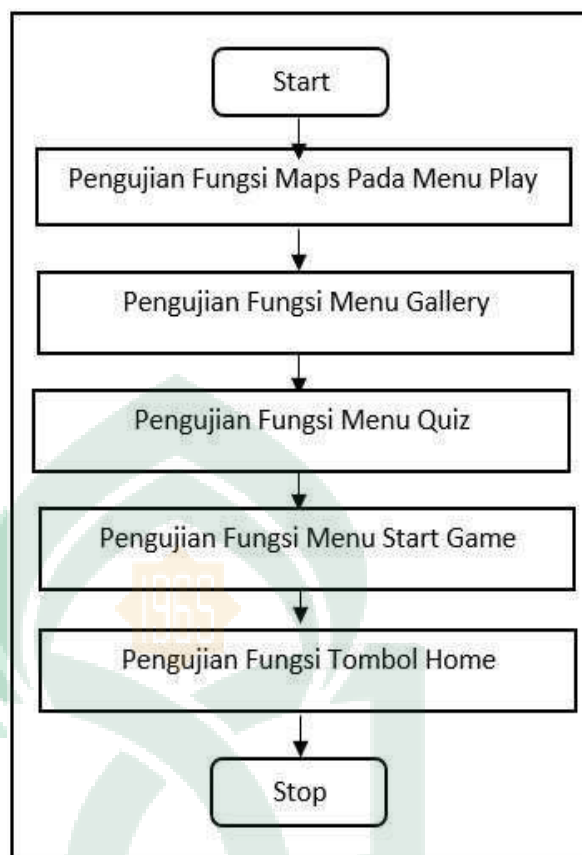 Start
Pengujian Fungsi Maps Pada Menu Play
Pengujian Fungsi Menu Gallery
Pengujian Fungsi Menu Quiz
Pengujian Fungsi Menu Start Game
1965
Pengujian Fungsi Tombol Home
Stop